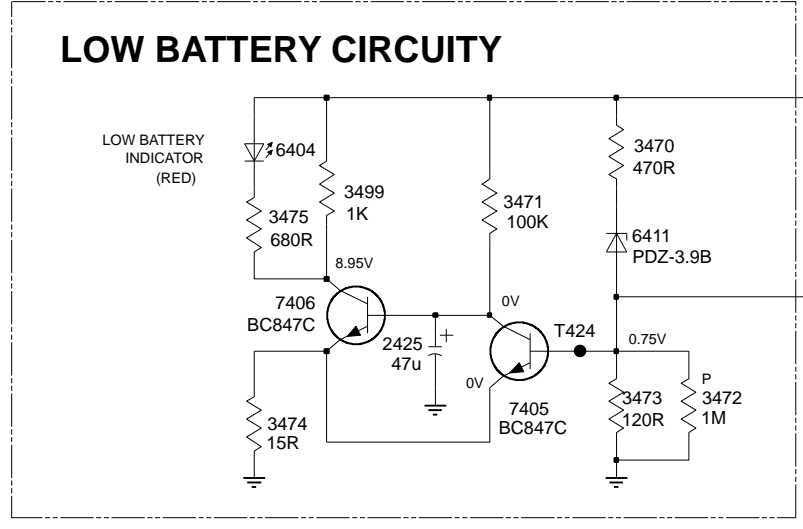 LOW BATTERY CIRCUITY
LOW BATTERY
INDICATOR
(RED)
6404
3499
1K
3475
680R
3471
100K
3470
470R
6411
PDZ-3.9B
8.95V
7406
BC847C
0V
T424
0.75V
2425
47u
+
0V
7405
BC847C
P
3473
120R
3472
1M
3474
15R